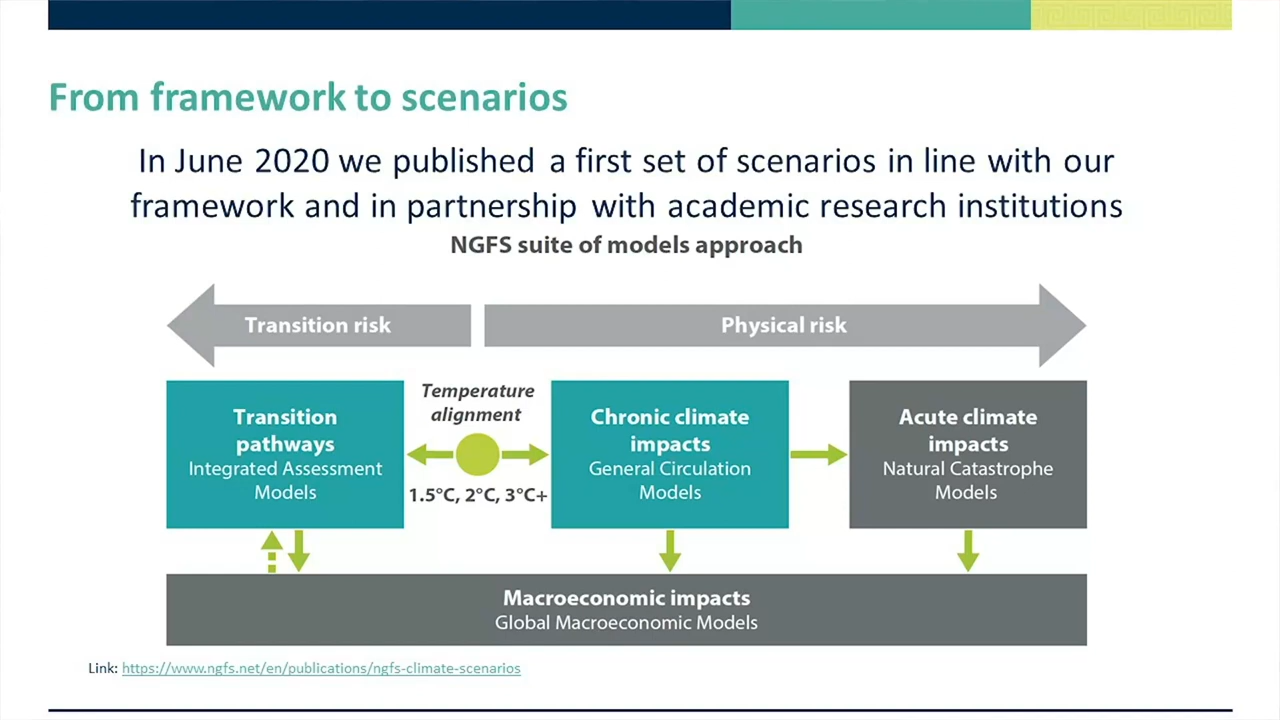 From framework to scenarios
In June 2020 we published a first set of scenarios in line with our
framework and in partnership with academic research institutions
NGFS suite of models approach
Transition risk
Physical risk
Transition
pathways
Integrated Assessment
Models
Temperature
alignment
1.5°C, 2°C, 3°C+
Chronic climate
impacts
General Circulation
Models
Acute climate
impacts
Natural Catastrophe
Models
Macroeconomic impacts
Global Macroeconomic Models
Link: https://www.ngfs.net/en/publications/ngfs-climate-scenarios